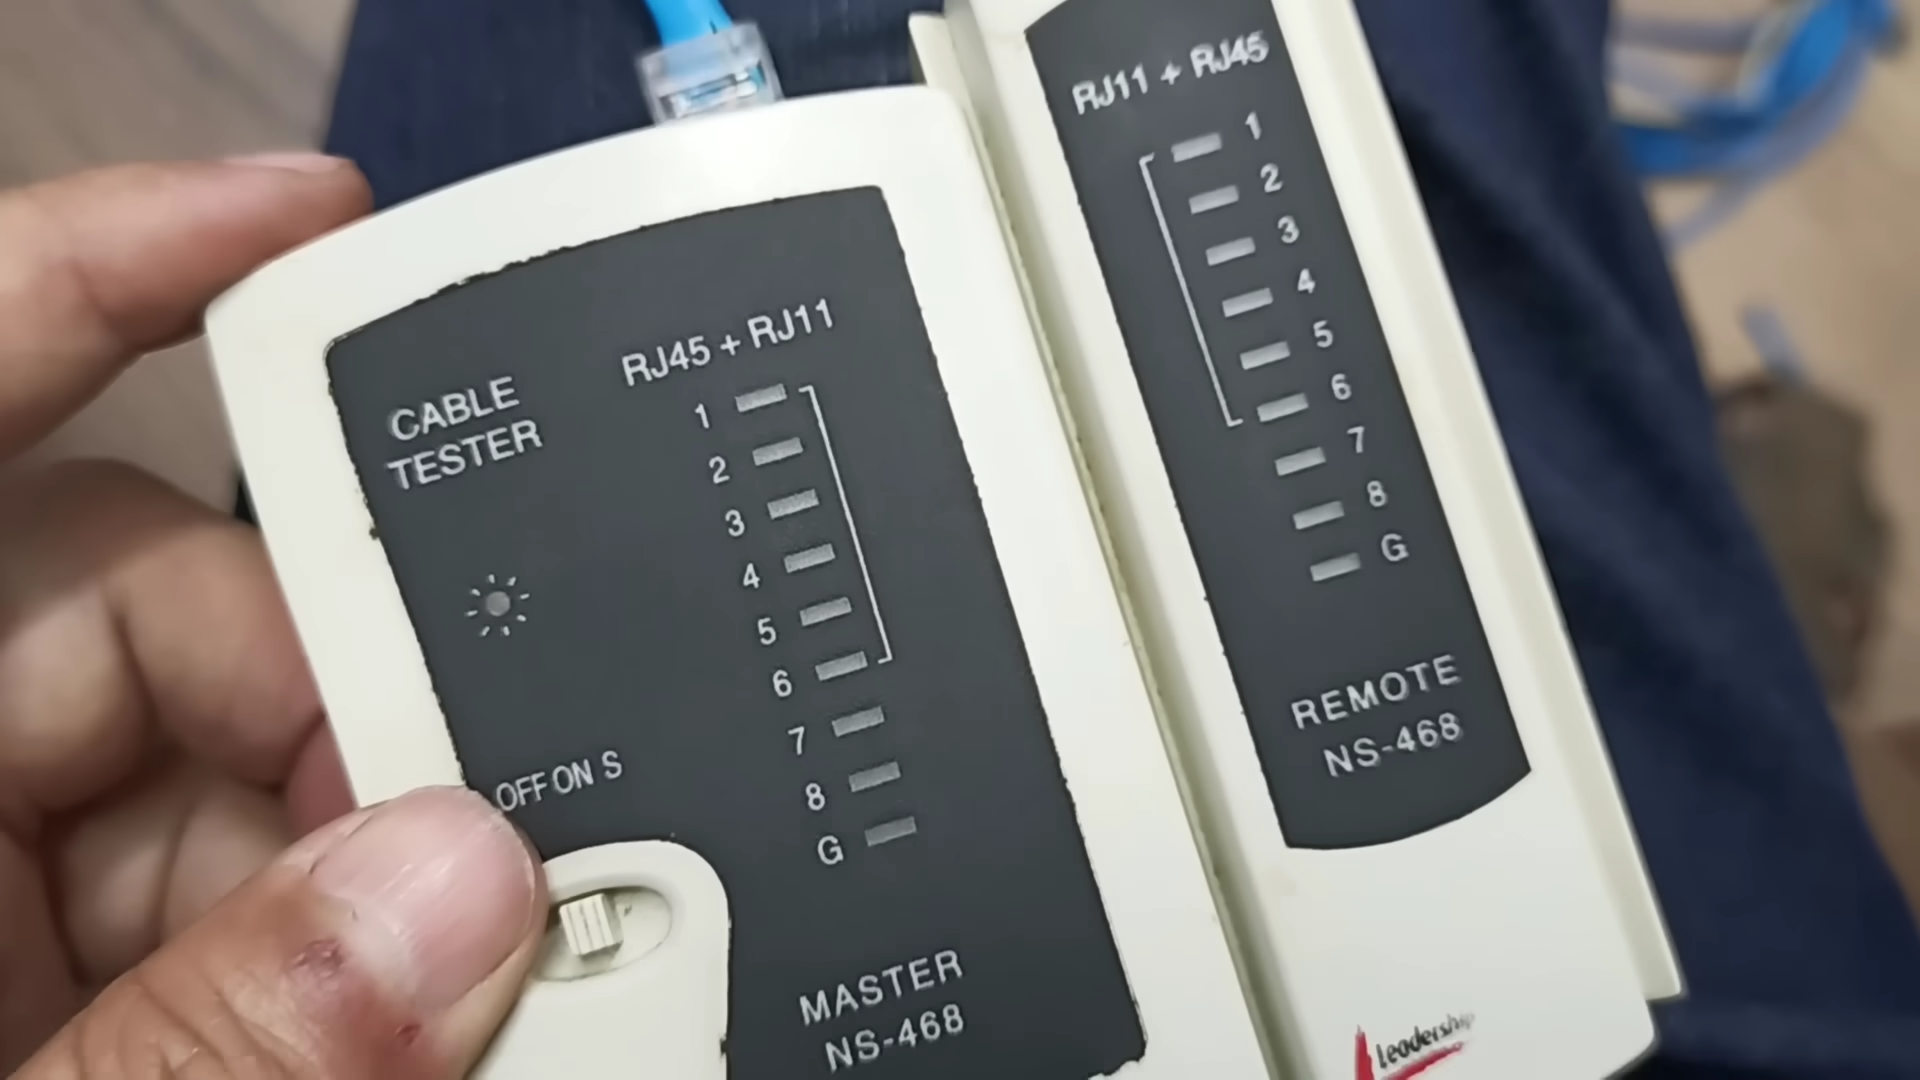 CABLE
TESTER
RJ45 + RJ11
1
2
3
4
5
6
7
8
G
OFF ON S
MASTER
NS-468
RJ11 + RJ45
1
2
3
4
5
6
7
8
G
REMOTE
NS-468
Leadership